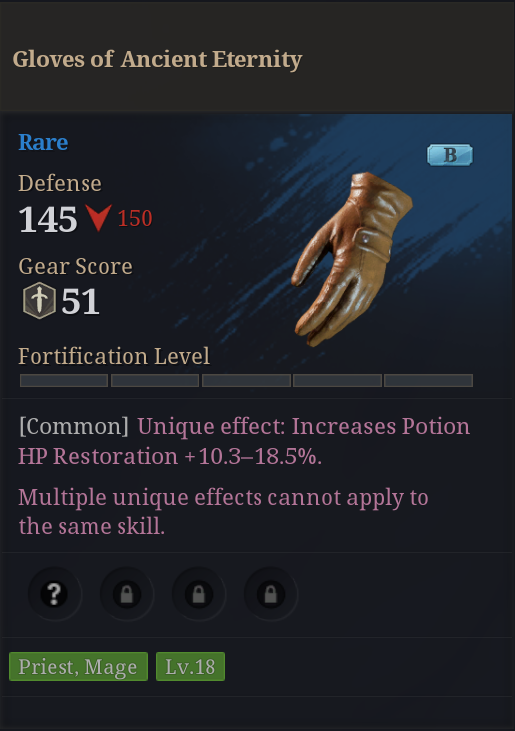 Gloves of Ancient Eternity
Rare
B
Defense
145 150
Gear Score
51
Fortification Level
[Common] Unique effect: Increases Potion
HP Restoration +10.3–18.5%.
Multiple unique effects cannot apply to
the same skill.
?
Priest, Mage Lv.18